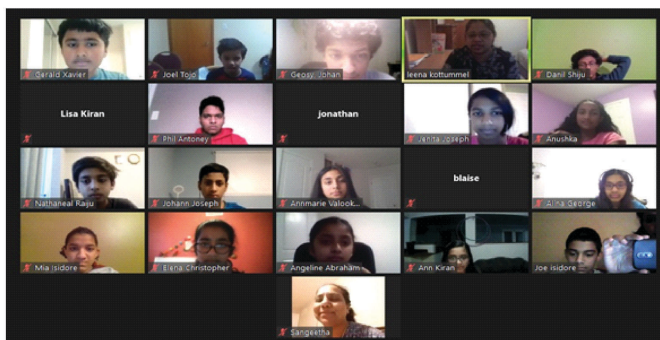 Gerald Xavier
Joel Tojo
Geosy Johan
leena kottummel
Danil Shiju
Lisa Kiran
Phil Antoney
jonathan
Jenita Joseph
Anushka
Nathaneal Raiju
Johann Joseph
Annmarie Valook...
blaise
Alina George
Mia Isidore
Elena Christopher
Angeline Abraham
Ann Kiran
Joe isidore
Sangeetha